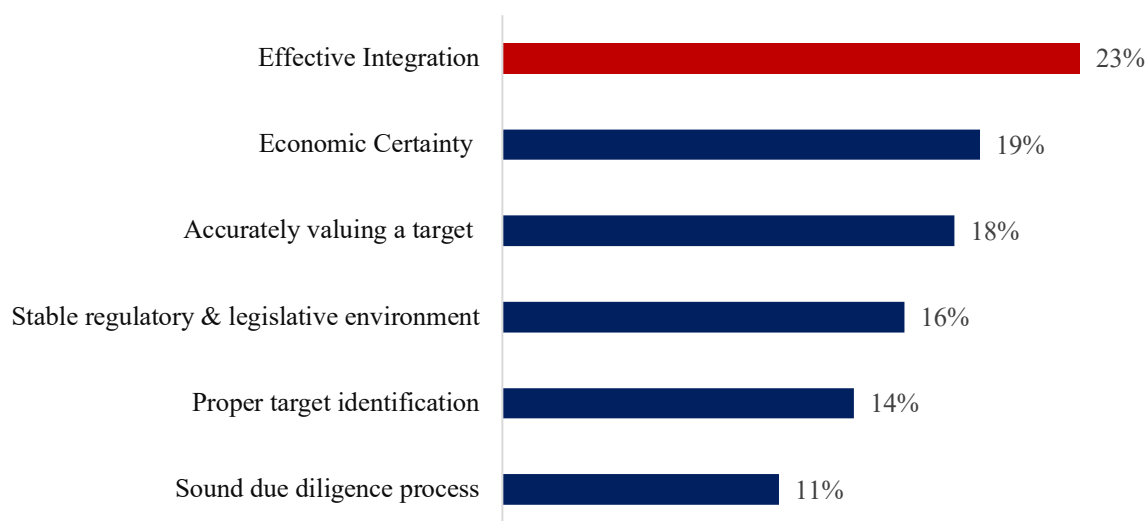 Effective Integration 23%
Economic Certainty 19%
Accurately valuing a target 18%
Stable regulatory & legislative environment 16%
Proper target identification 14%
Sound due diligence process 11%